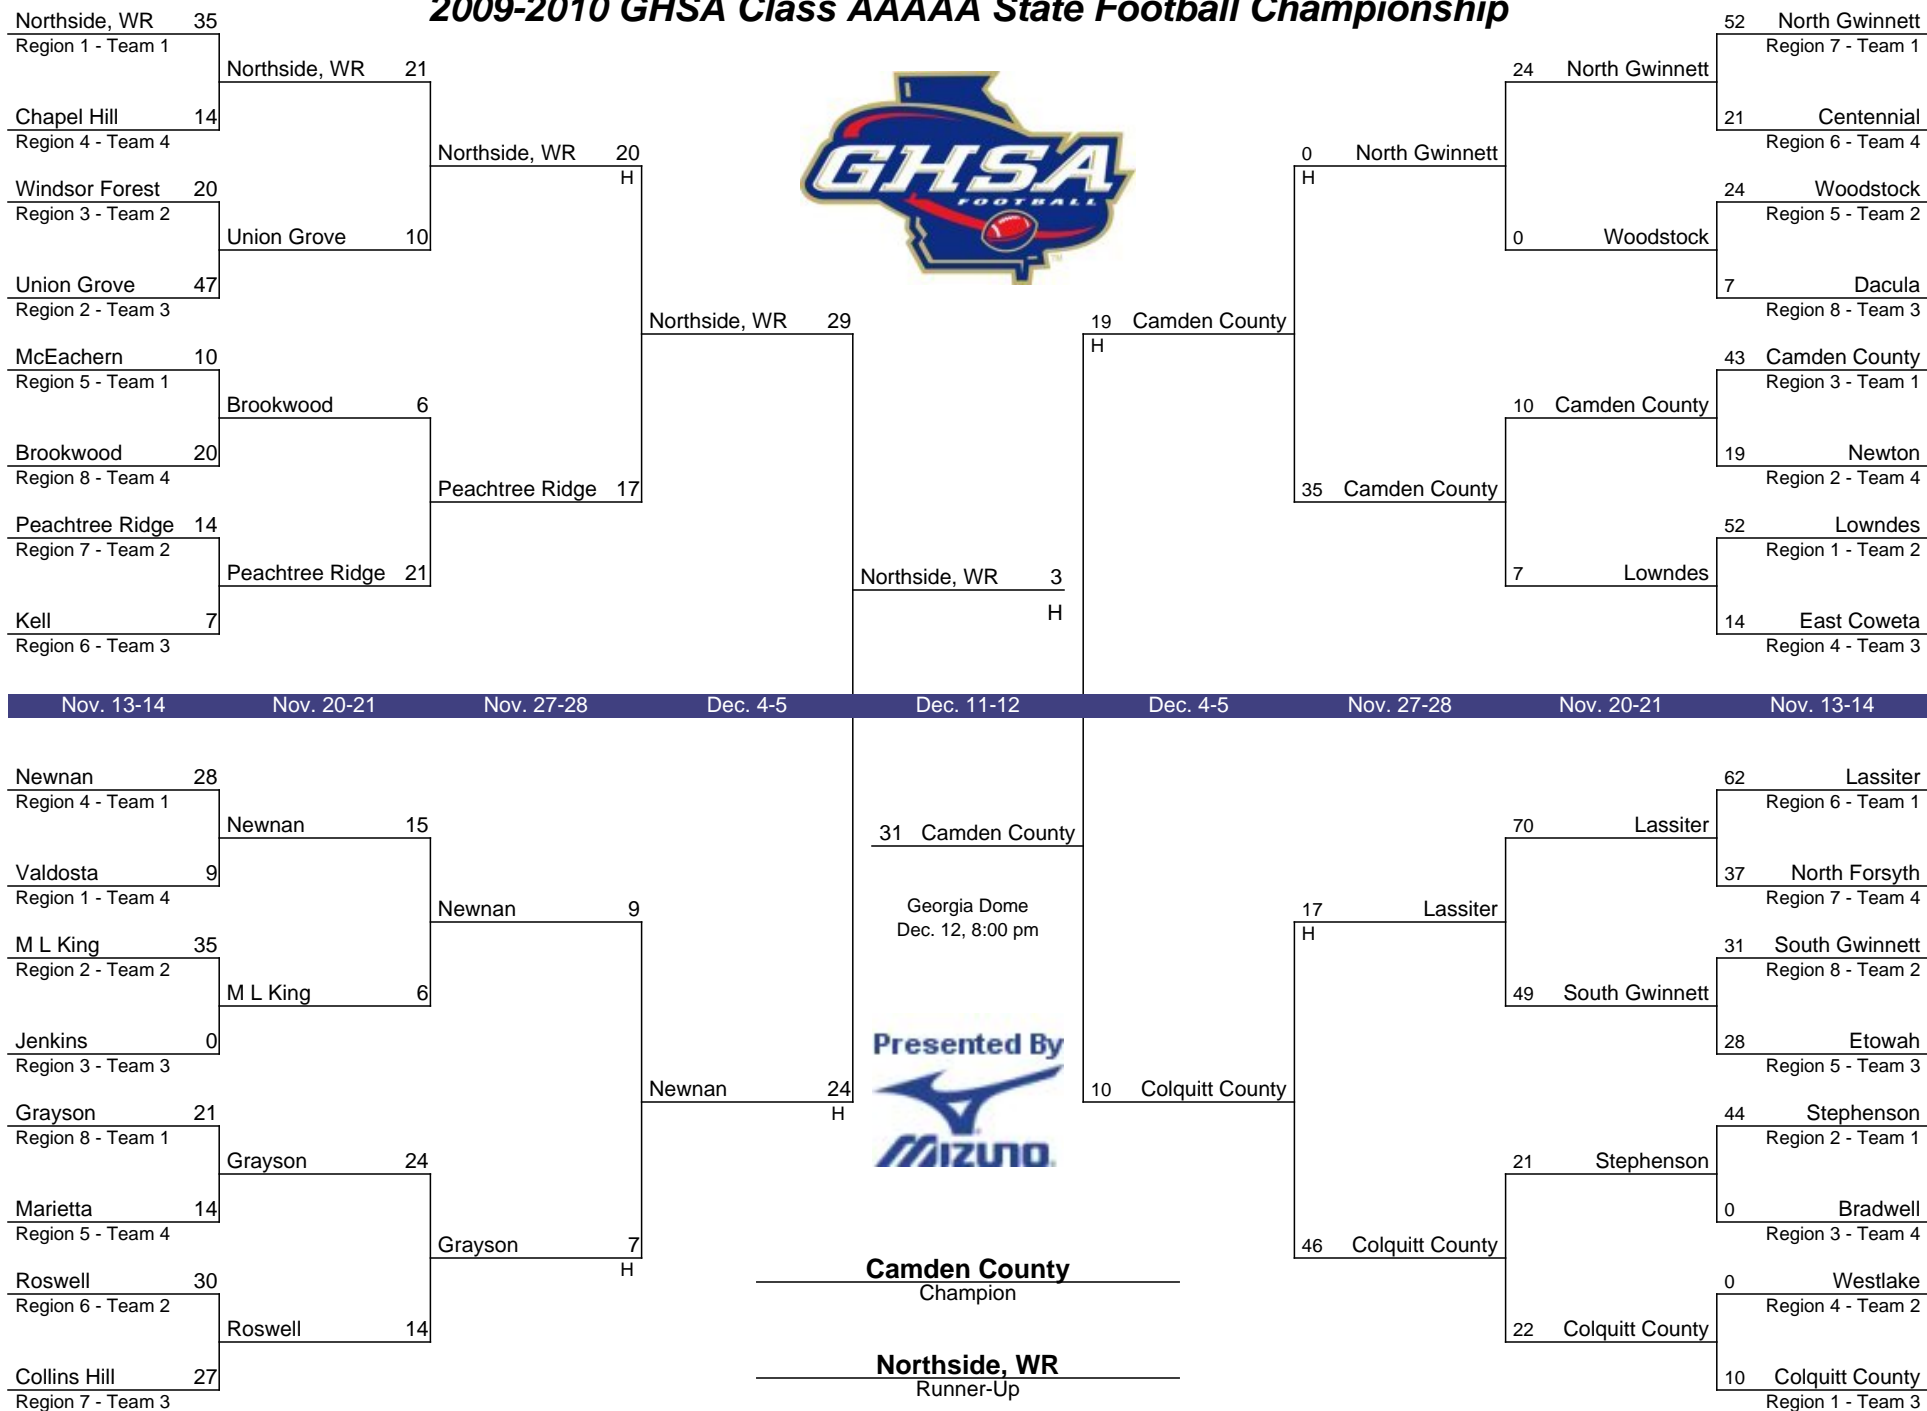 2009-2010 GHSA Class AAAAA State Football Championship
Northside, WR 35
Region 1 - Team 1
Chapel Hill 14
Region 4 - Team 4
Windsor Forest 20
Region 3 - Team 2
Union Grove 47
Region 2 - Team 3
McEachern 10
Region 5 - Team 1
Brookwood 20
Region 8 - Team 4
Peachtree Ridge 14
Region 7 - Team 2
Kell 7
Region 6 - Team 3
Northside, WR 21
Union Grove 10
Brookwood 6
Peachtree Ridge 21
Northside, WR 20
H
Peachtree Ridge 17
Northside, WR 29
Northside, WR 3
H
GHSA
FOOTBALL
TM
19 Camden County
H
0 North Gwinnett
H
35 Camden County
24 North Gwinnett
0 Woodstock
10 Camden County
7 Lowndes
52 North Gwinnett
Region 7 - Team 1
21 Centennial
Region 6 - Team 4
24 Woodstock
Region 5 - Team 2
7 Dacula
Region 8 - Team 3
43 Camden County
Region 3 - Team 1
19 Newton
Region 2 - Team 4
52 Lowndes
Region 1 - Team 2
14 East Coweta
Region 4 - Team 3
Nov. 13-14 Nov. 20-21 Nov. 27-28 Dec. 4-5 Dec. 11-12 Dec. 4-5 Nov. 27-28 Nov. 20-21 Nov. 13-14
Newnan 28
Region 4 - Team 1
Valdosta 9
Region 1 - Team 4
M L King 35
Region 2 - Team 2
Jenkins 0
Region 3 - Team 3
Grayson 21
Region 8 - Team 1
Marietta 14
Region 5 - Team 4
Roswell 30
Region 6 - Team 2
Collins Hill 27
Region 7 - Team 3
Newnan 15
M L King 6
Grayson 24
Roswell 14
Newnan 9
Grayson 7
H
Newnan 24
H
31 Camden County
Georgia Dome
Dec. 12, 8:00 pm
Presented By
MIZUNO
Camden County
Champion
Northside, WR
Runner-Up
10 Colquitt County
17 Lassiter
H
46 Colquitt County
70 Lassiter
49 South Gwinnett
21 Stephenson
22 Colquitt County
62 Lassiter
Region 6 - Team 1
37 North Forsyth
Region 7 - Team 4
31 South Gwinnett
Region 8 - Team 2
28 Etowah
Region 5 - Team 3
44 Stephenson
Region 2 - Team 1
0 Bradwell
Region 3 - Team 4
0 Westlake
Region 4 - Team 2
10 Colquitt County
Region 1 - Team 3